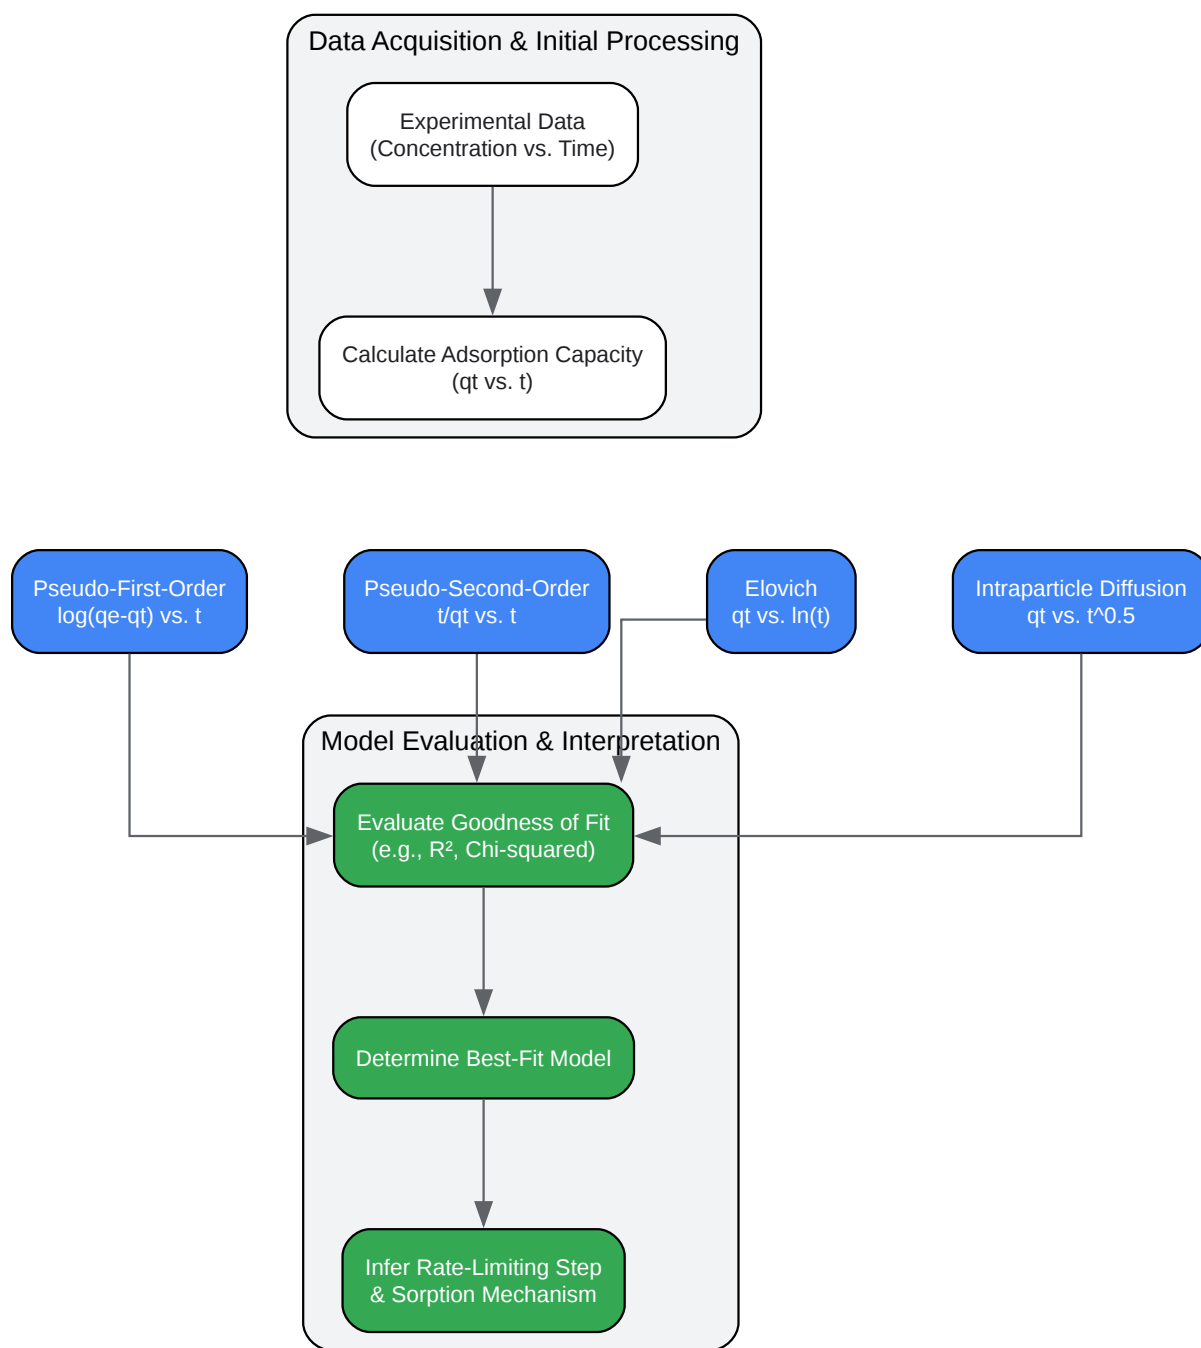 Data Acquisition & Initial Processing
Experimental Data
(Concentration vs. Time)
Calculate Adsorption Capacity
(qt vs. t)
Pseudo-First-Order
log(qe-qt) vs. t
Pseudo-Second-Order
t/qt vs. t
Elovich
qt vs. ln(t)
Intraparticle Diffusion
qt vs. t^0.5
Model Evaluation & Interpretation
Evaluate Goodness of Fit
(e.g., R², Chi-squared)
Determine Best-Fit Model
Infer Rate-Limiting Step
& Sorption Mechanism